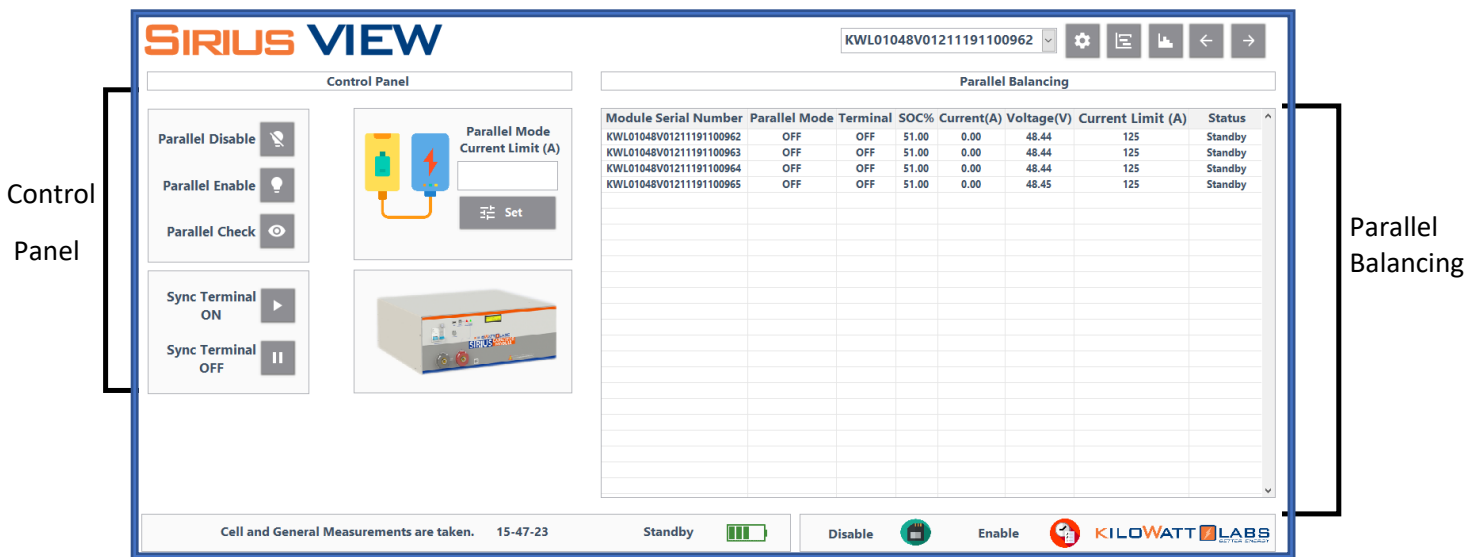 SIRIUS VIEW
KWL01048V01211191100962
Control Panel
Parallel Balancing
Control
Panel
Parallel Disable
Parallel Enable
Parallel Check
Parallel Mode
Current Limit (A)
Set
Sync Terminal
ON
Sync Terminal
OFF
SIRIUS
Module Serial Number Parallel Mode Terminal SOC% Current(A) Voltage(V) Current Limit (A) Status
KWL01048V01211191100962 OFF OFF 51.00 0.00 48.44 125 Standby
KWL01048V01211191100963 OFF OFF 51.00 0.00 48.44 125 Standby
KWL01048V01211191100964 OFF OFF 51.00 0.00 48.44 125 Standby
KWL01048V01211191100965 OFF OFF 51.00 0.00 48.45 125 Standby
Parallel
Balancing
Cell and General Measurements are taken. 15-47-23 Standby
Disable Enable
KILOWATT LABS
BETTER ENERGY